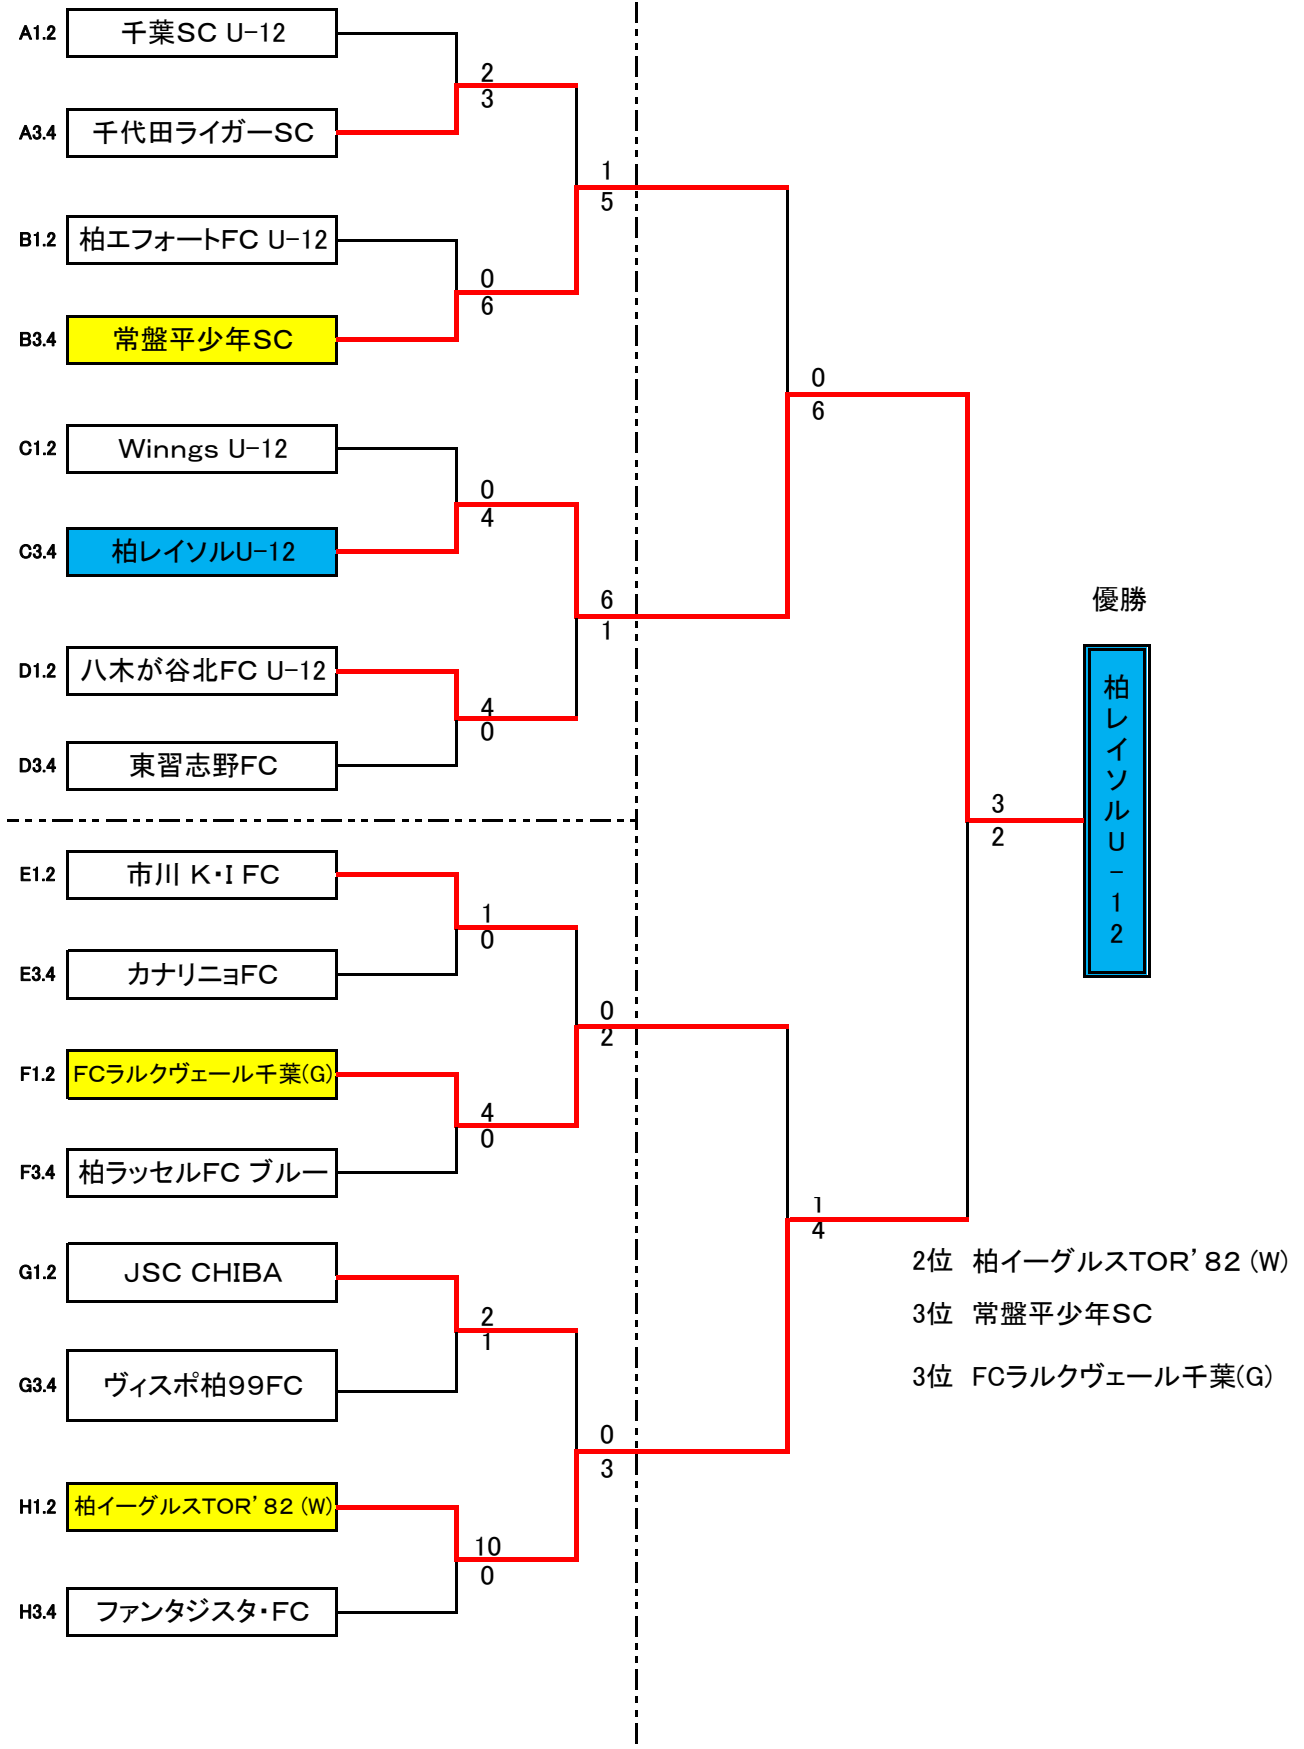 A1.2 千葉SC U-12
2
3
A3.4 千代田ライガーSC
1
5
B1.2 柏エフォートFC U-12
0
6
B3.4 常盤平少年SC
0
6
C1.2 Winngs U-12
0
4
C3.4 柏レイソルU-12
6
1
D1.2 八木が谷北FC U-12
4
0
D3.4 東習志野FC
優勝
柏レイソルU-12
3
2
E1.2 市川 K・I FC
1
0
E3.4 カナリニョFC
0
2
F1.2 FCラルクヴェール千葉(G)
4
0
F3.4 柏ラッセルFC ブルー
1
4
G1.2 JSC CHIBA
2
1
G3.4 ヴィスポ柏99FC
0
3
H1.2 柏イーグルスTOR’82 (W)
10
0
H3.4 ファンタジスタ・FC
2位 柏イーグルスTOR’82 (W)
3位 常盤平少年SC
3位 FCラルクヴェール千葉(G)